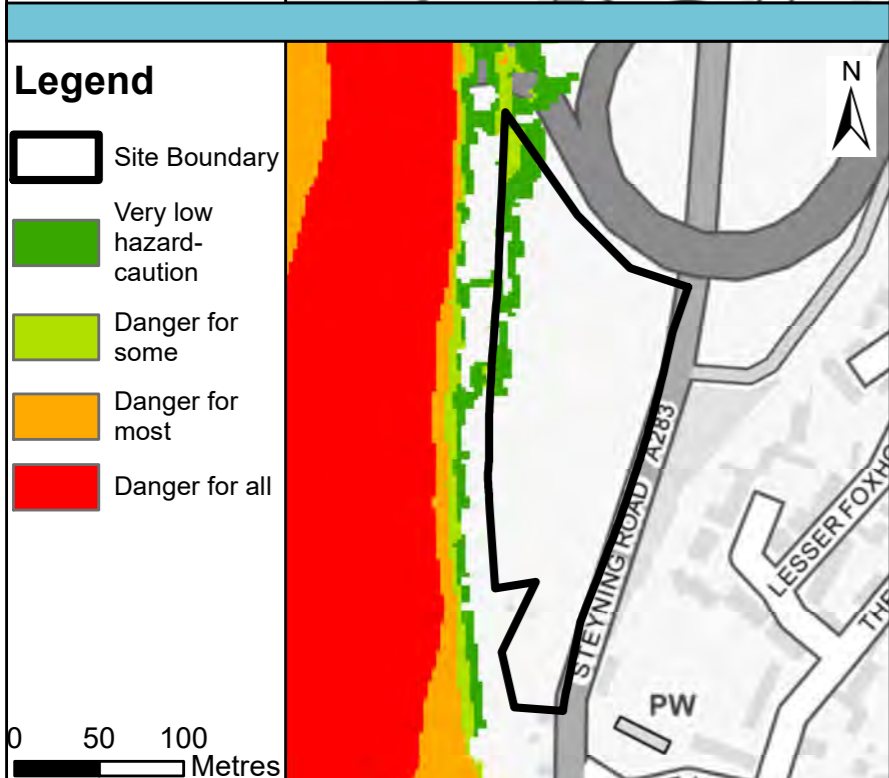 Legend
Site Boundary
Very low
hazard-
caution
Danger for
some
Danger for
most
Danger for all
0 50 100
Metres
N
STEYNING ROAD A283
LESSER FOXHO
THE
PW